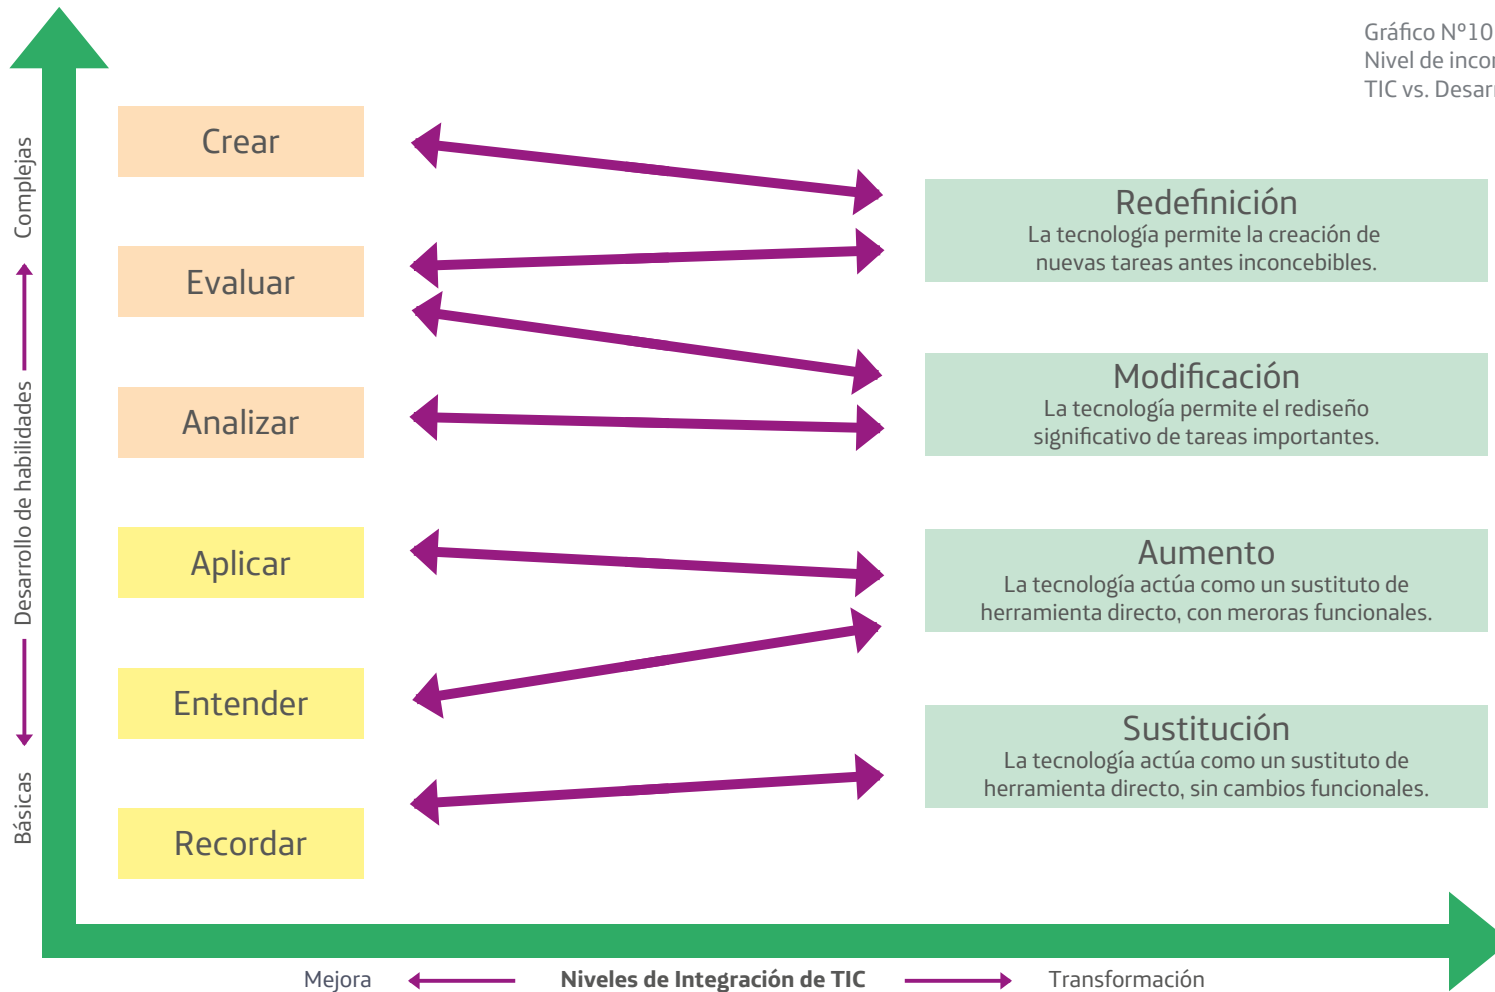 Gráfico Nº10
Nivel de
TIC vs.
Complejas
Desarrollo de habilidades
Básicas
Crear
Evaluar
Analizar
Aplicar
Entender
Recordar
Redefinición
La tecnología permite la creación de
nuevas tareas antes inconcebibles.
Modificación
La tecnología permite el rediseño
significativo de tareas importantes.
Aumento
La tecnología actúa como un sustituto de
herramienta directo, con meroras funcionales.
Sustitución
La tecnología actúa como un sustituto de
herramienta directo, sin cambios funcionales.
Mejora
Niveles de Integración de TIC
Transformación